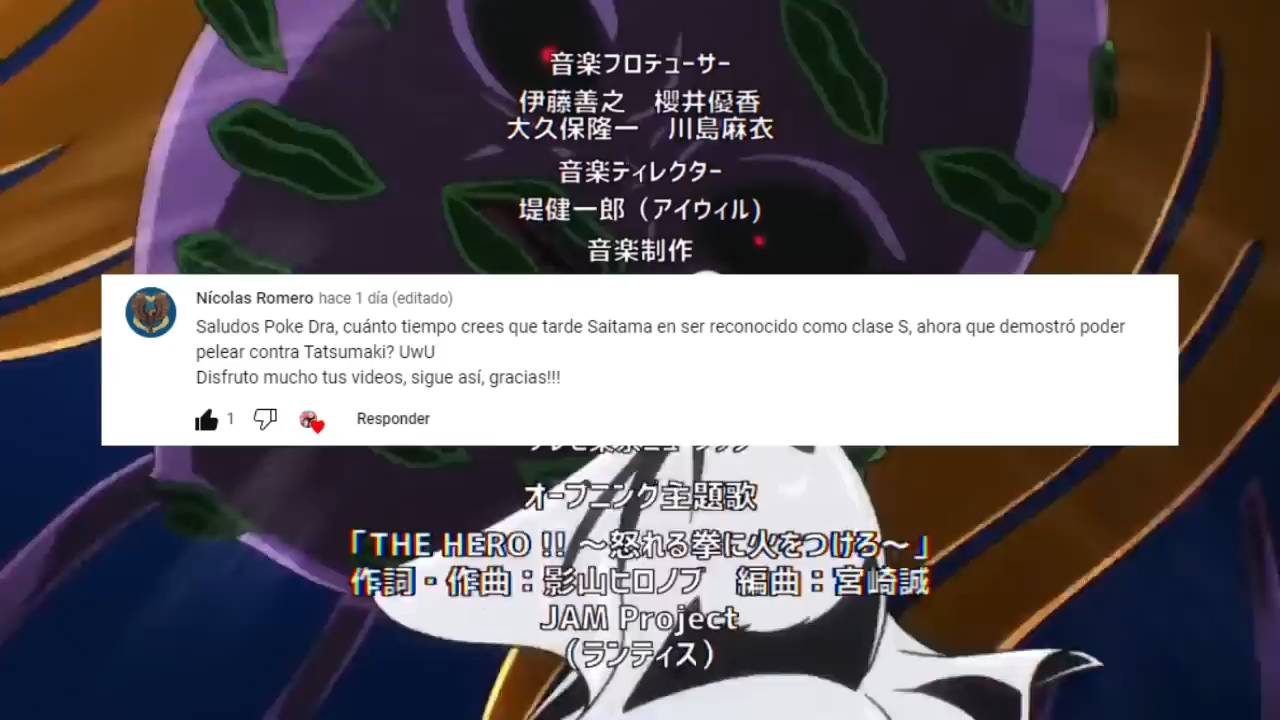 音楽プロデューサー
伊藤善之 櫻井優香
大久保隆一 川島麻衣
音楽ディレクター
堤健一郎（アイウィル）
音楽制作
Nícolas Romero hace 1 día (editado)
Saludos Poke Dra, cuánto tiempo crees que tarde Saitama en ser reconocido como clase S, ahora que demostró poder
pelear contra Tatsumaki? UwU
Disfruto mucho tus videos, sigue así, gracias!!!
1 Responder
オープニング主題歌
「THE HERO !! ～怒れる拳に火をつけろ～」
作詞・作曲：影山ヒロノブ 編曲：宮崎誠
JAM Project
（ランティス）